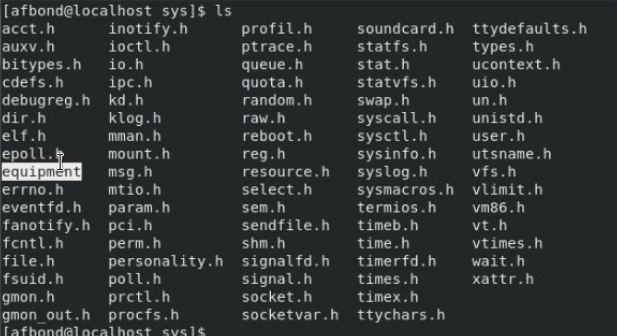 [afbond@localhost sys]$ ls
acct.h inotify.h profil.h soundcard.h ttydefaults.h
auxv.h ioctl.h ptrace.h statfs.h types.h
bitypes.h io.h queue.h stat.h ucontext.h
cdefs.h ipc.h quota.h statvfs.h uio.h
debugreg.h kd.h random.h swap.h un.h
dir.h klog.h raw.h syscall.h unistd.h
elf.h mman.h reboot.h sysctl.h user.h
epoll.h mount.h reg.h sysinfo.h utsname.h
equipment msg.h resource.h syslog.h vfs.h
errno.h mtio.h select.h sysmacros.h vlimit.h
eventfd.h param.h sem.h termios.h vm86.h
fanotify.h pci.h sendfile.h timeb.h vt.h
fcntl.h perm.h shm.h time.h vtimes.h
file.h personality.h signalfd.h timerfd.h wait.h
fsuid.h poll.h signal.h times.h xattr.h
gmon.h prctl.h socket.h timex.h
gmon_out.h procfs.h socketvar.h ttychars.h
[afbond@localhost sys]$